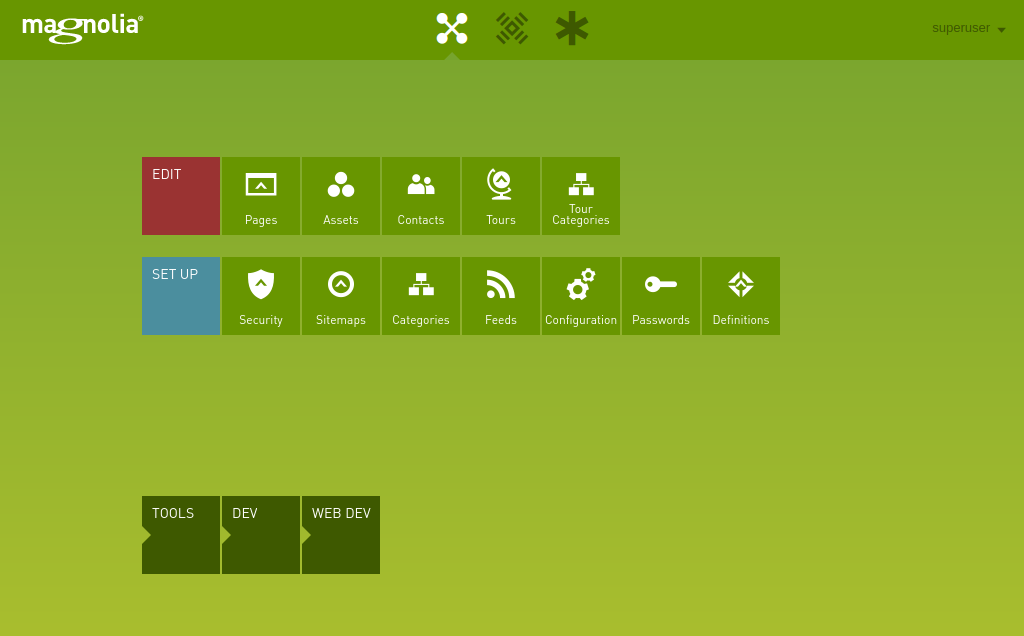 magnolia®
superuser
EDIT
Pages
Assets
Contacts
Tours
Tour
Categories
SET UP
Security
Sitemaps
Categories
Feeds
Configuration
Passwords
Definitions
TOOLS
DEV
WEB DEV